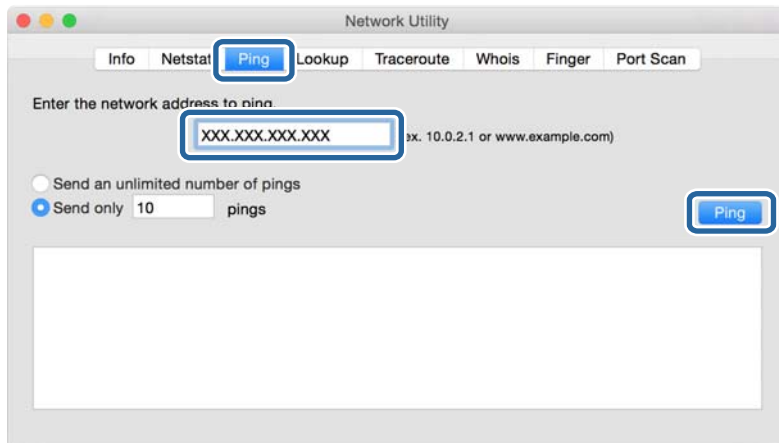 Network Utility
Info Netstat Ping Lookup Traceroute Whois Finger Port Scan
Enter the network address to ping.
XXX.XXX.XXX.XXX ex. 10.0.2.1 or www.example.com)
Send an unlimited number of pings
Send only 10 pings
Ping